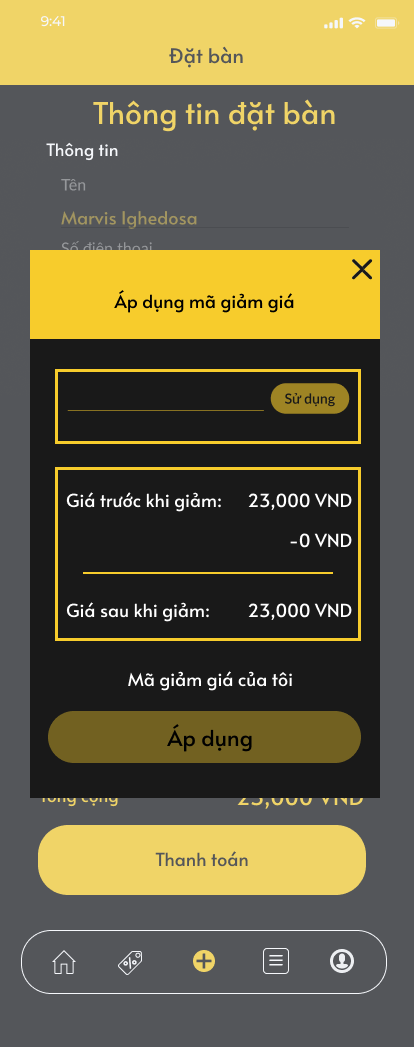 9:41
Đặt bàn
Thông tin đặt bàn
Thông tin
Tên
Marvis Ighedosa
Số điện thoại
Áp dụng mã giảm giá
Sử dụng
Giá trước khi giảm: 23,000 VND
-0 VND
Giá sau khi giảm: 23,000 VND
Mã giảm giá của tôi
Áp dụng
Tổng cộng 23,000 VND
Thanh toán